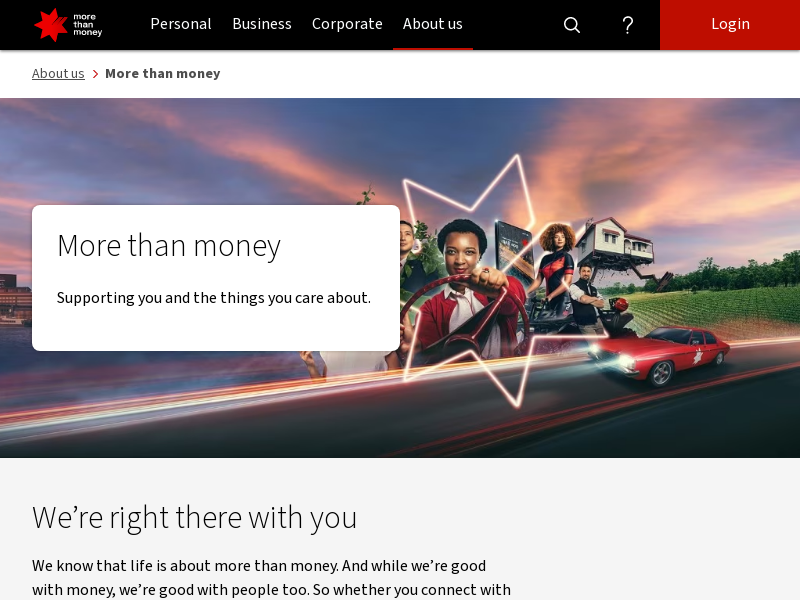 more
than
money
Personal
Business
Corporate
About us
Login
About us
More than money
More than money
Supporting you and the things you care about.
We’re right there with you
We know that life is about more than money. And while we’re good
with money, we’re good with people too. So whether you connect with